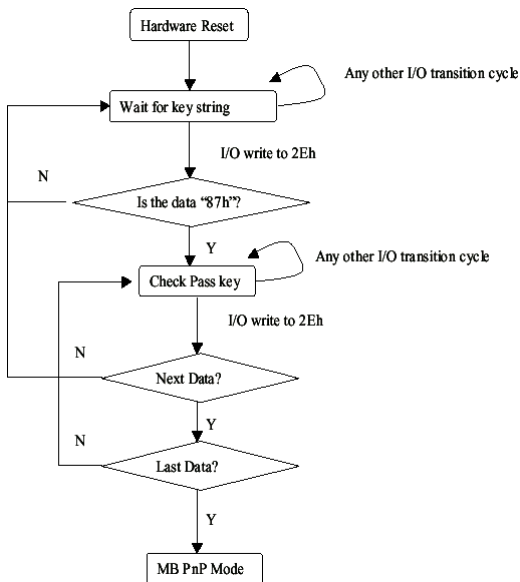 Hardware Reset
Any other I/O transition cycle
Wait for key string
I/O write to 2Eh
N
Is the data “87h”?
Y
Any other I/O transition cycle
Check Pass key
I/O write to 2Eh
N
Next Data?
Y
N
Last Data?
Y
MB PnP Mode